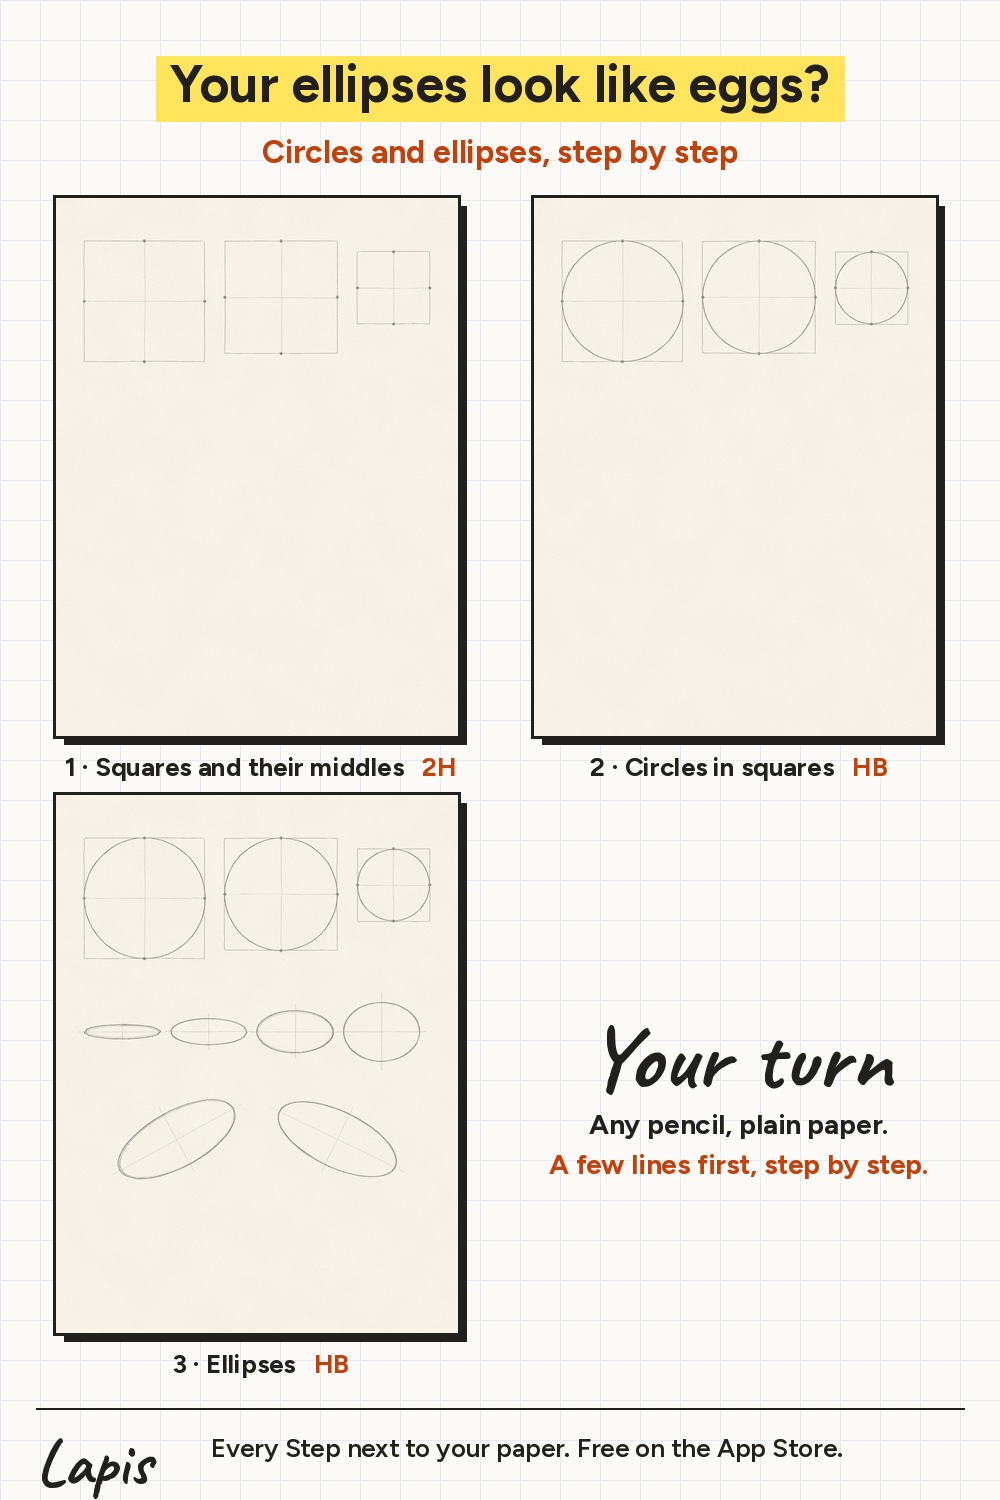 Your ellipses look like eggs?
Circles and ellipses, step by step
1 · Squares and their middles 2H
2 · Circles in squares HB
3 · Ellipses HB
Your turn
Any pencil, plain paper.
A few lines first, step by step.
Lapis
Every Step next to your paper. Free on the App Store.